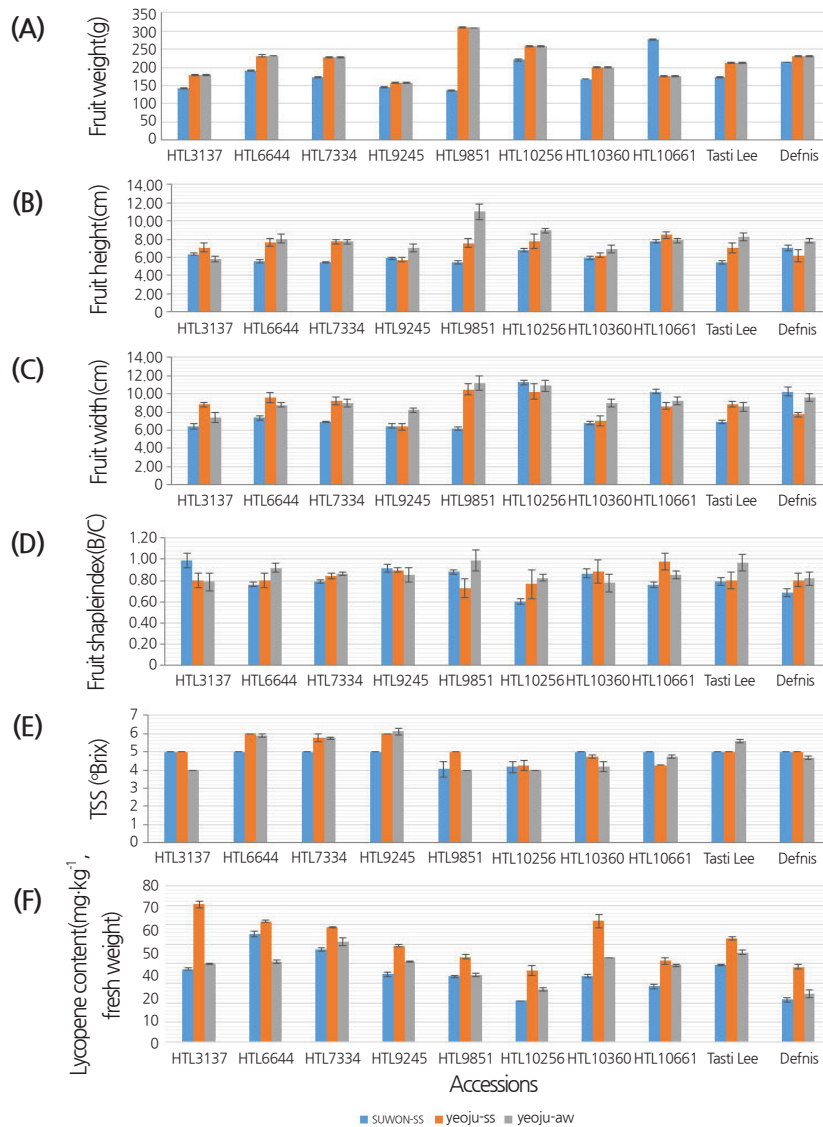 (A)
Fruit weight(g)
350
300
250
200
150
100
50
0
HTL3137 HTL6644 HTL7334 HTL9245 HTL9851 HTL10256 HTL10360 HTL10661 Tasti Lee Defnis
(B)
Fruit height(cm)
14.00
12.00
10.00
8.00
6.00
4.00
2.00
0.00
HTL3137 HTL6644 HTL7334 HTL9245 HTL9851 HTL10256 HTL10360 HTL10661 Tasti Lee Defnis
(C)
Fruit width(cm)
14.00
12.00
10.00
8.00
6.00
4.00
2.00
0.00
HTL3137 HTL6644 HTL7334 HTL9245 HTL9851 HTL10256 HTL10360 HTL10661 Tasti Lee Defnis
(D)
Fruit shapleindex(B/C)
1.20
1.00
0.80
0.60
0.40
0.20
0
HTL3137 HTL6644 HTL7334 HTL9245 HTL9851 HTL10256 HTL10360 HTL10661 Tasti Lee Defnis
(E)
TSS (ºBrix)
7
6
5
4
3
2
1
0
HTL3137 HTL6644 HTL7334 HTL9245 HTL9851 HTL10256 HTL10360 HTL10661 Tasti Lee Defnis
(F)
Lycopene content(mg·kg⁻¹,
fresh weight)
80
70
60
50
40
30
20
10
0
HTL3137 HTL6644 HTL7334 HTL9245 HTL9851 HTL10256 HTL10360 HTL10661 Tasti Lee Defnis
Accessions
SUWON-SS yeoju-ss yeoju-aw